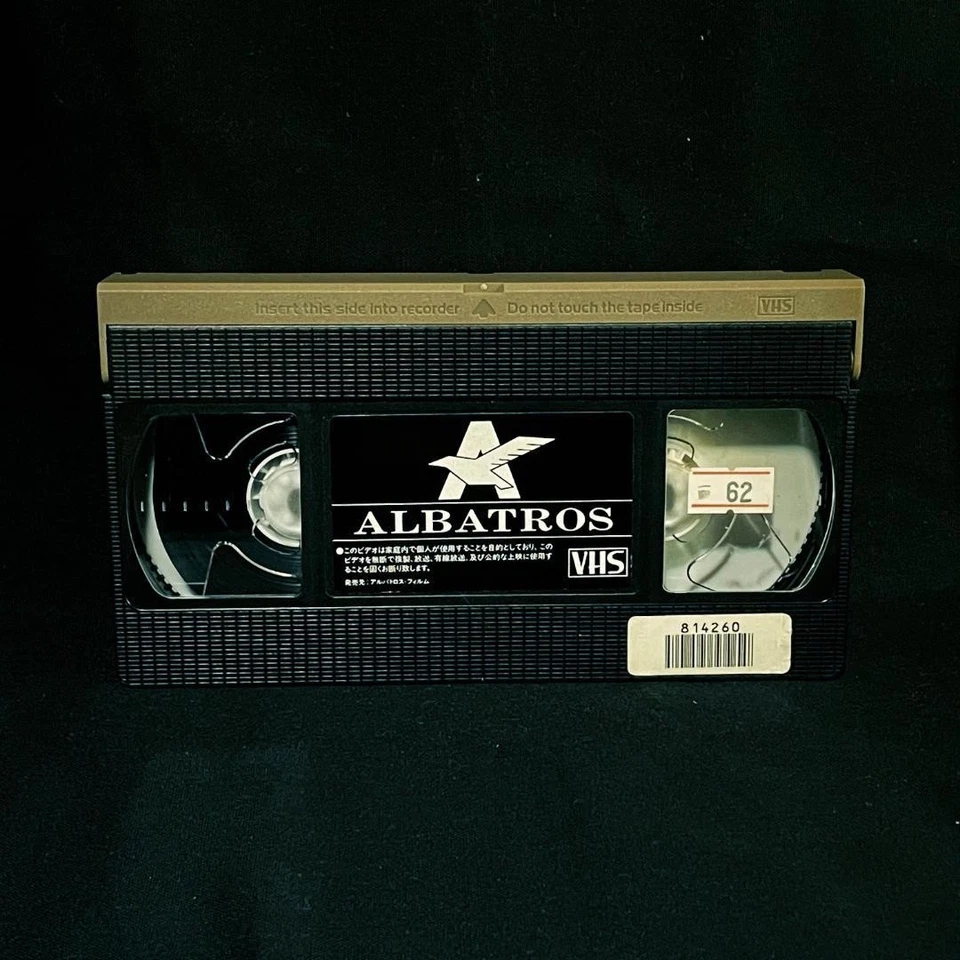 Insert this side into recorder Do not touch the tape inside VHS
A
62
ALBATROS
●このビデオは家庭内で個人が使用することを目的としており、この
ビデオを無断で複製、放送、有線放送、及び公的な上映に使用す
ることを固くお断り致します。
発売元:アルバトロス・フィルム
VHS
814260